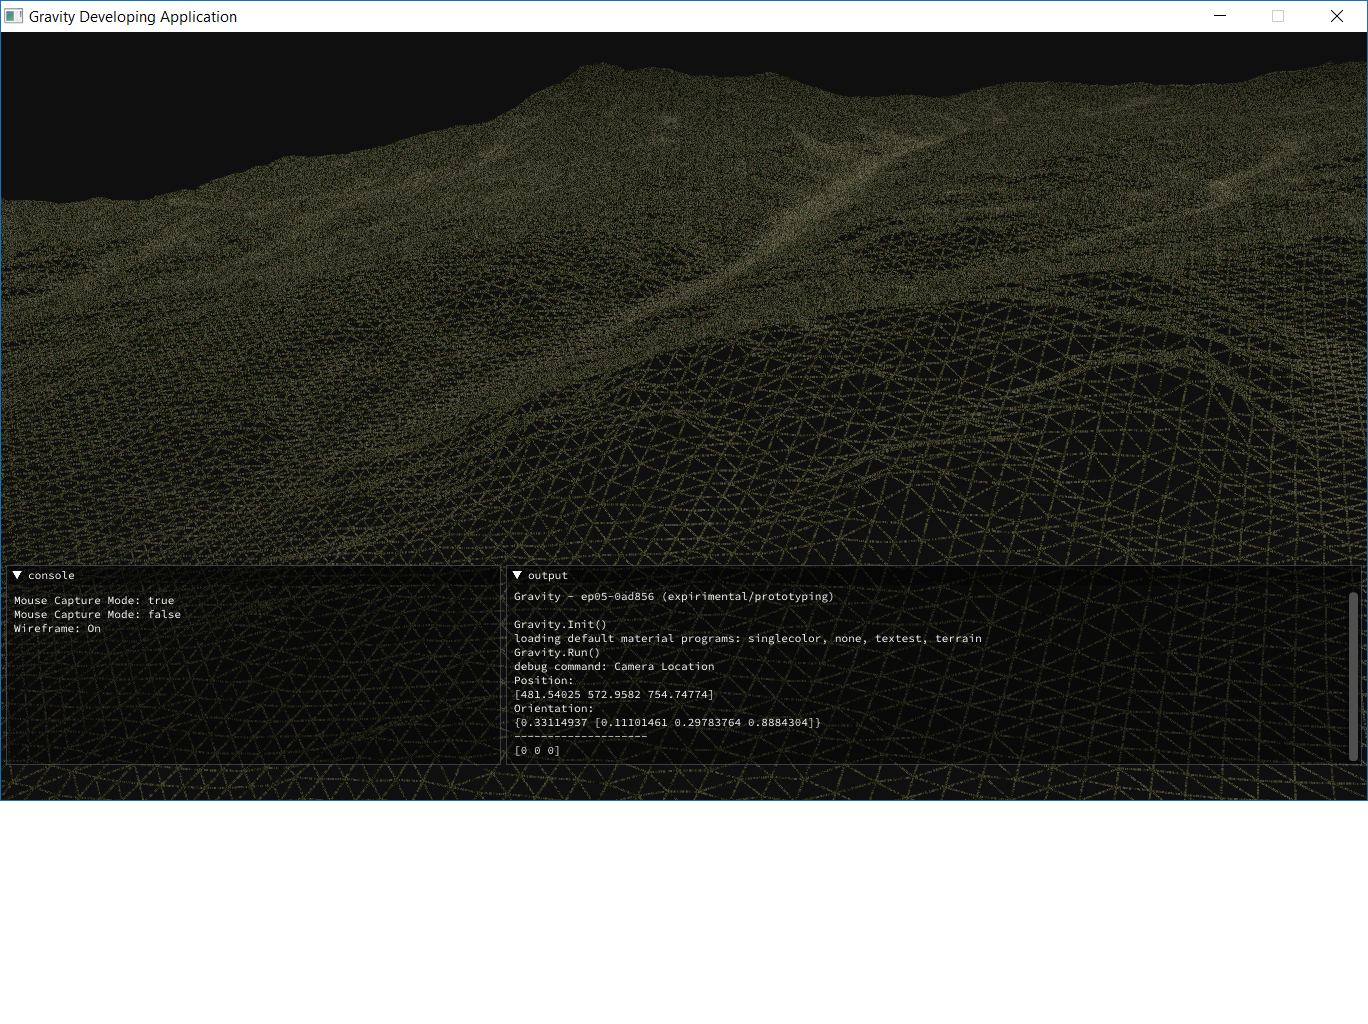 Gravity Developing Application
console
Mouse Capture Mode: true
Mouse Capture Mode: false
Wireframe: On
output
Gravity - ep05-0ad856 (expirimental/prototyping)
Gravity.Init()
loading default material programs: singlecolor, none, textest, terrain
Gravity.Run()
debug command: Camera Location
Position:
[481.54025 572.9582 754.74774]
Orientation:
{0.33114937 [0.11101461 0.29783764 0.8884304]}
--------------------
[0 0 0]